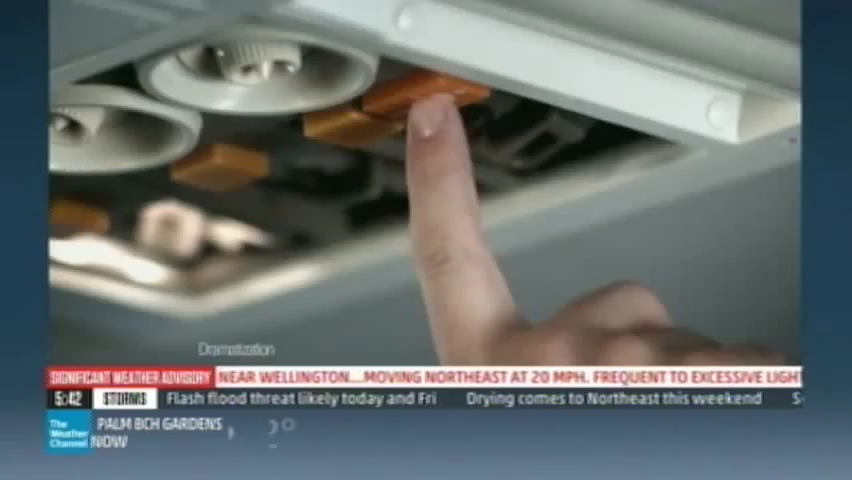 Dramatization
SIGNIFICANT WEATHER ADVISORY NEAR WELLINGTON....MOVING NORTHEAST AT 20 MPH. FREQUENT TO EXCESSIVE LIGHT
5:42 STORMS Flash flood threat likely today and Fri Drying comes to Northeast this weekend S
The Weather Channel
PALM BCH GARDENS
NOW